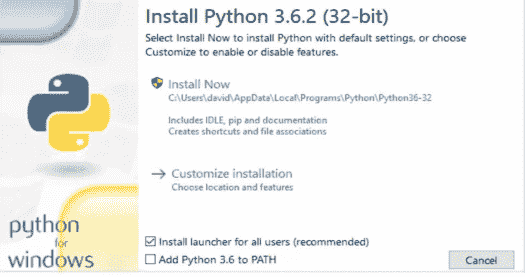 Install Python 3.6.2 (32-bit)
Select Install Now to install Python with default settings, or choose
Customize to enable or disable features.
Install Now
C:\Users\david\AppData\Local\Programs\Python\Python36-32
Includes IDLE, pip and documentation
Creates shortcuts and file associations
→ Customize installation
Choose location and features
python
for
windows
Install launcher for all users (recommended)
Add Python 3.6 to PATH
Cancel